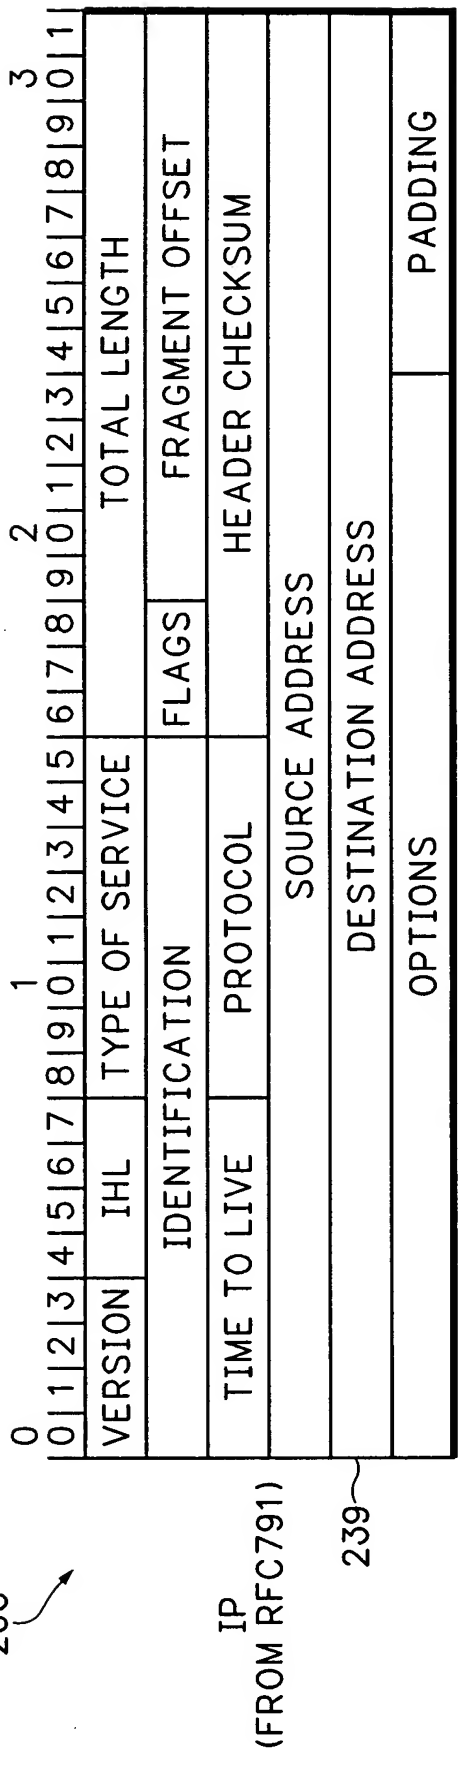 0 1 2 3
0|1|2|3|4|5|6|7|8|9|0|1|2|3|4|5|6|7|8|9|0|1|2|3|4|5|6|7|8|9|0|1|
VERSION IHL TYPE OF SERVICE TOTAL LENGTH
IDENTIFICATION FLAGS FRAGMENT OFFSET
TIME TO LIVE PROTOCOL HEADER CHECKSUM
IP
(FROM RFC791)
SOURCE ADDRESS
239
DESTINATION ADDRESS
OPTIONS PADDING